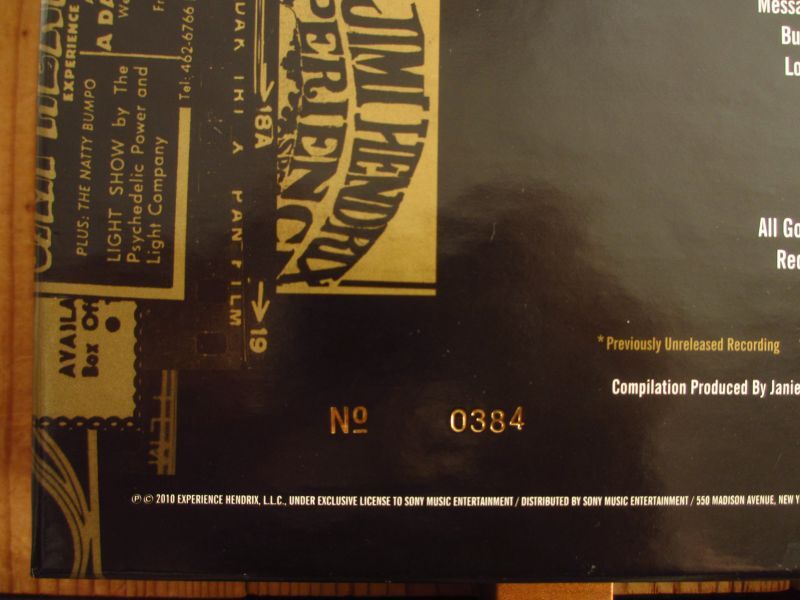 EXPERIENCE
A DA
PLUS: THE NATTY BUMPO
LIGHT SHOW by The
Psychedelic Power and
Light Company
Tel: 462-6766
18A
PAN FILM
19
JIMI HENDRIX
PERIENC
AVAILA
Box OF
Messa
Bu
Lo
All Go
Rec
*Previously Unreleased Recording
Compilation Produced By Janie
Nº 0384
℗ © 2010 EXPERIENCE HENDRIX, L.L.C., UNDER EXCLUSIVE LICENSE TO SONY MUSIC ENTERTAINMENT / DISTRIBUTED BY SONY MUSIC ENTERTAINMENT / 550 MADISON AVENUE, NEW Y